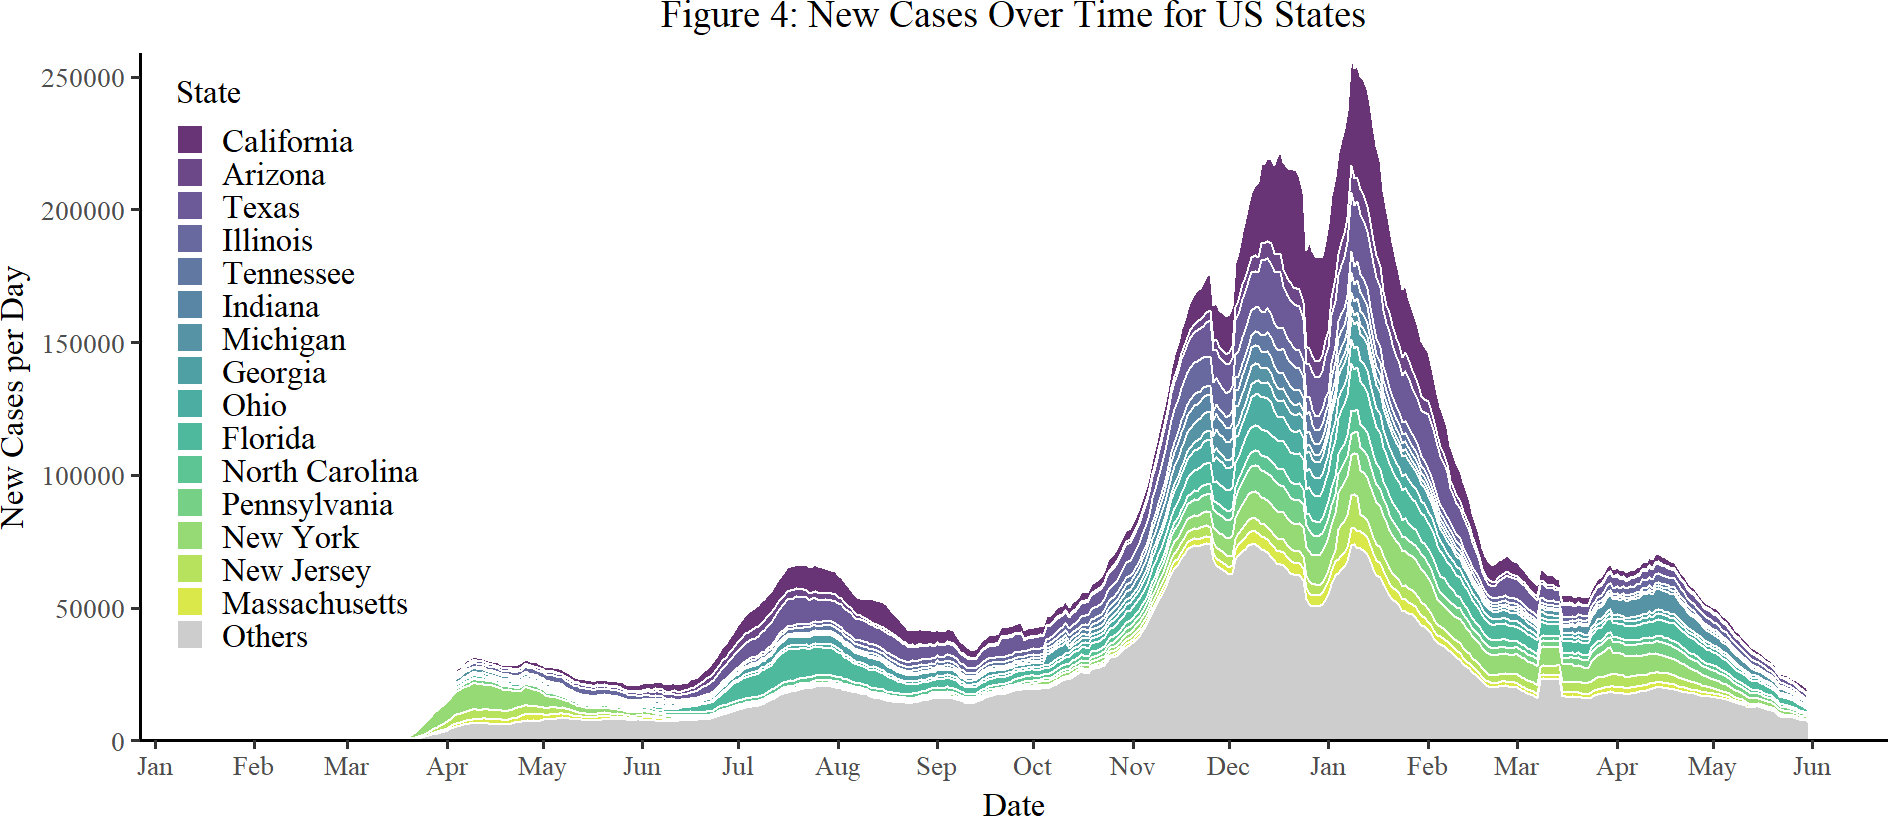 Figure 4: New Cases Over Time for US States
250000
200000
150000
100000
50000
0
New Cases per Day
State
California
Arizona
Texas
Illinois
Tennessee
Indiana
Michigan
Georgia
Ohio
Florida
North Carolina
Pennsylvania
New York
New Jersey
Massachusetts
Others
Jan Feb Mar Apr May Jun Jul Aug Sep Oct Nov Dec Jan Feb Mar Apr May Jun
Date